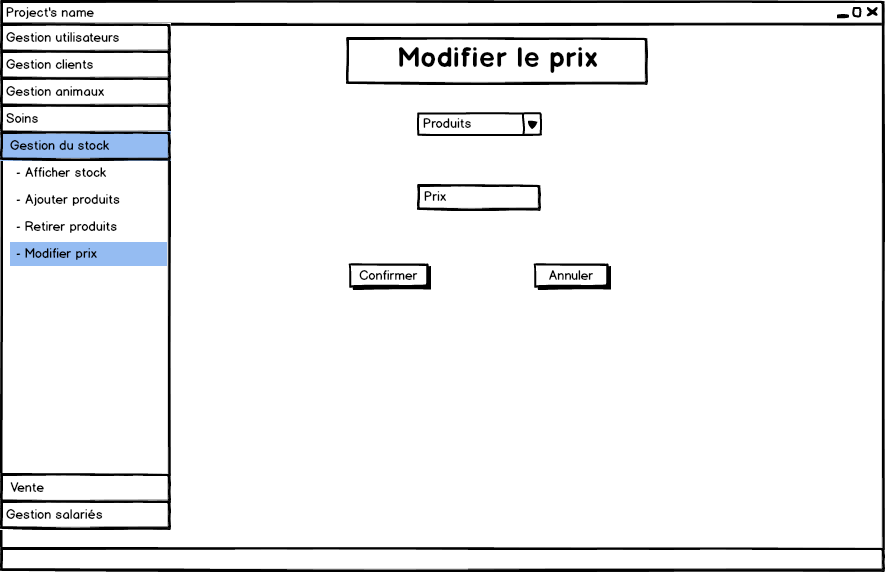 Project's name
Gestion utilisateurs
Gestion clients
Gestion animaux
Soins
Gestion du stock
- Afficher stock
- Ajouter produits
- Retirer produits
- Modifier prix
Vente
Gestion salariés
Modifier le prix
Produits
Prix
Confirmer
Annuler